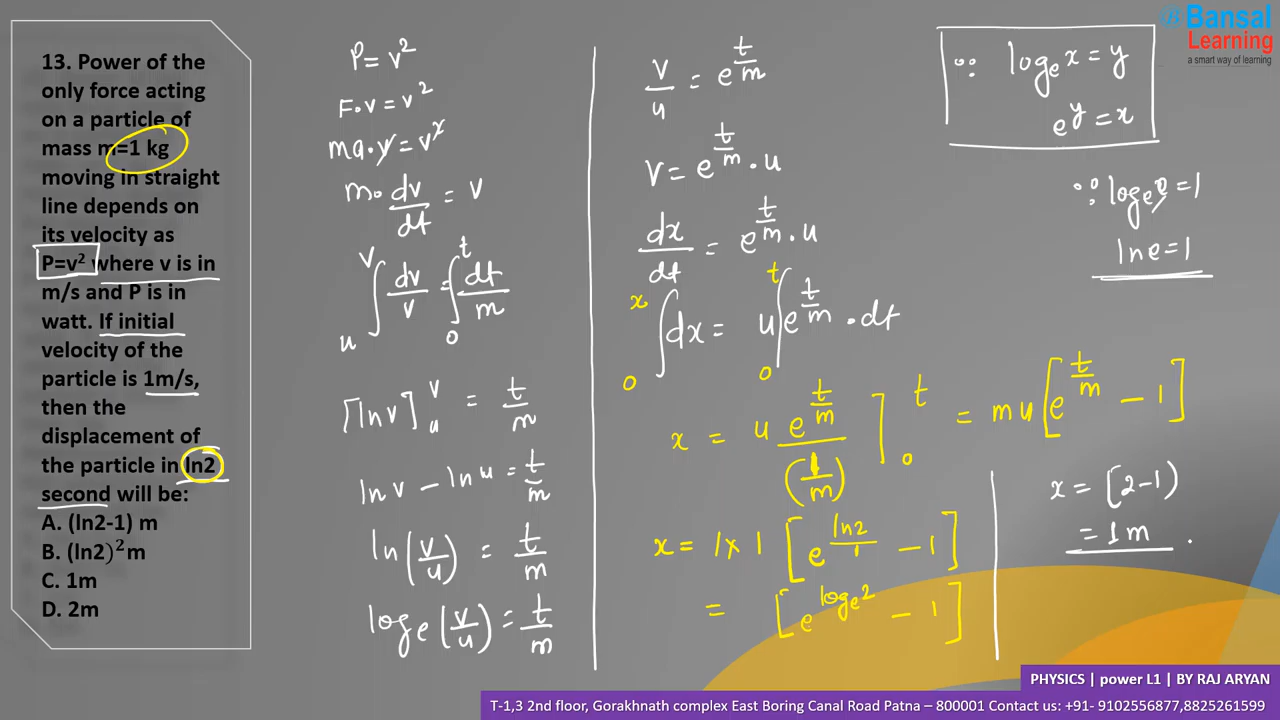 13. Power of the
only force acting
on a particle of
mass m=1 kg
moving in straight
line depends on
its velocity as
P=v² where v is in
m/s and P is in
watt. If initial
velocity of the
particle is 1m/s,
then the
displacement of
the particle in ln2
second will be:
A. (ln2-1) m
B. (ln2)² m
C. 1m
D. 2m
P = v²
F·v = v²
ma·v = v²
m·dv/dt = v
∫ᵤᵛ dv/v = ∫₀ᵗ dt/m
[ln v]ᵤᵛ = t/m
ln v − ln u = t/m
ln(v/u) = t/m
logₑ(v/u) = t/m
v/u = e^(t/m)
v = e^(t/m)·u
dx/dt = e^(t/m)·u
∫₀ˣ dx = u∫₀ᵗ e^(t/m)·dt
x = u e^(t/m)/(1/m)]₀ᵗ = mu[e^(t/m) − 1]
x = 1×1[e^(ln2/1) − 1]
= [e^(logₑ2) − 1]
x = [2−1)
= 1m.
∵ logₑx = y
e^y = x
∵ logₑe = 1
ln e = 1
B Bansal
Learning
a smart way of learning
PHYSICS | power L1 | BY RAJ ARYAN
T-1,3 2nd floor, Gorakhnath complex East Boring Canal Road Patna – 800001 Contact us: +91- 9102556877,8825261599